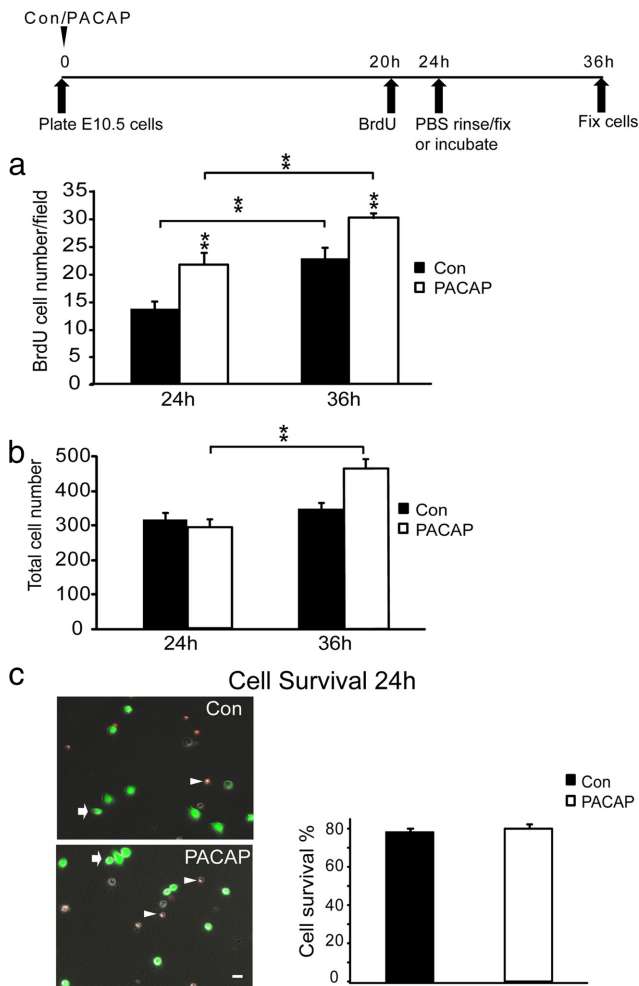 Con/PACAP
0 20h 24h 36h
Plate E10.5 cells BrdU PBS rinse/fix Fix cells
or incubate
a
BrdU cell number/field
35
30
25
20
15
10
5
0
** ** ** **
24h 36h
Con
PACAP
b
Total cell number
500
400
300
200
100
0
**
24h 36h
Con
PACAP
c
Cell Survival 24h
Con
PACAP
Con
PACAP
Cell survival %
80
60
40
20
0